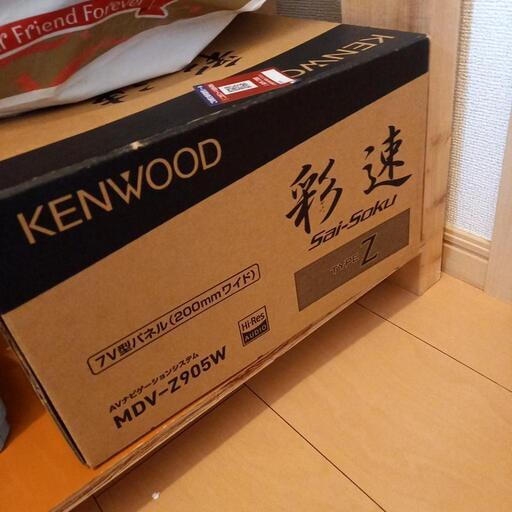 r Friend Forever
KENWOOD
KENWOOD
彩速
Sai-Soku
TYPE Z
7V型パネル(200mmワイド)
Hi-Res
AUDIO
AVナビゲーションシステム
MDV-Z905W